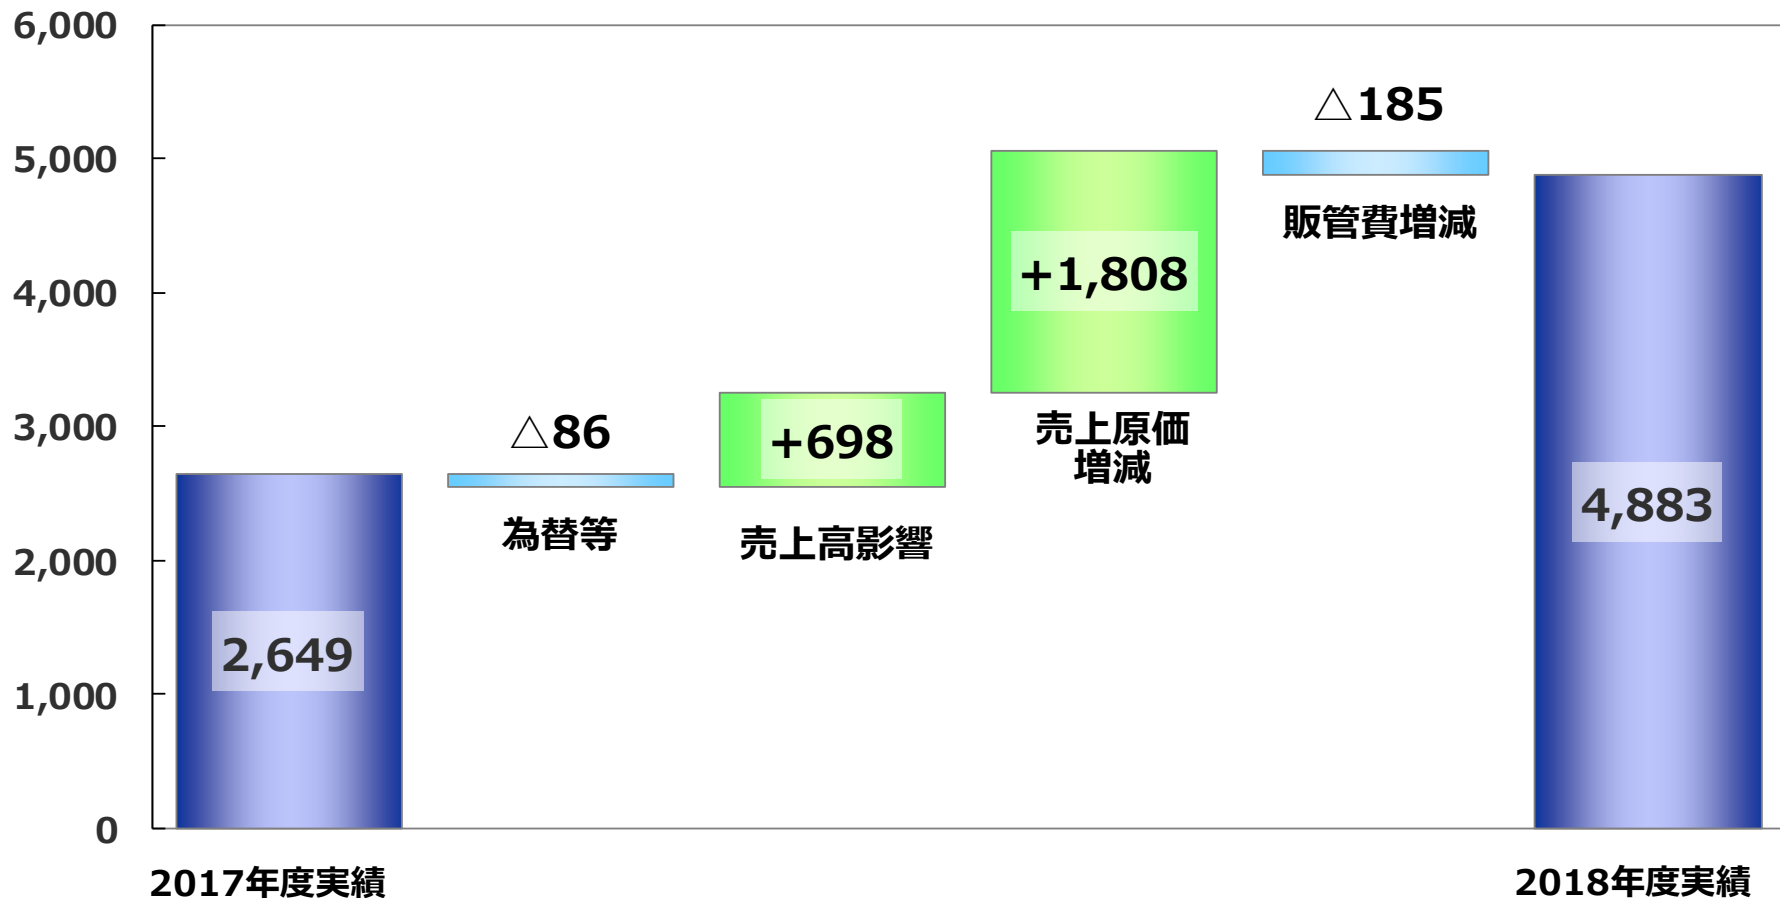 6,000
5,000
4,000
3,000
2,000
1,000
0
2,649
2017年度実績
△86
為替等
+698
売上高影響
+1,808
売上原価
増減
△185
販管費増減
4,883
2018年度実績